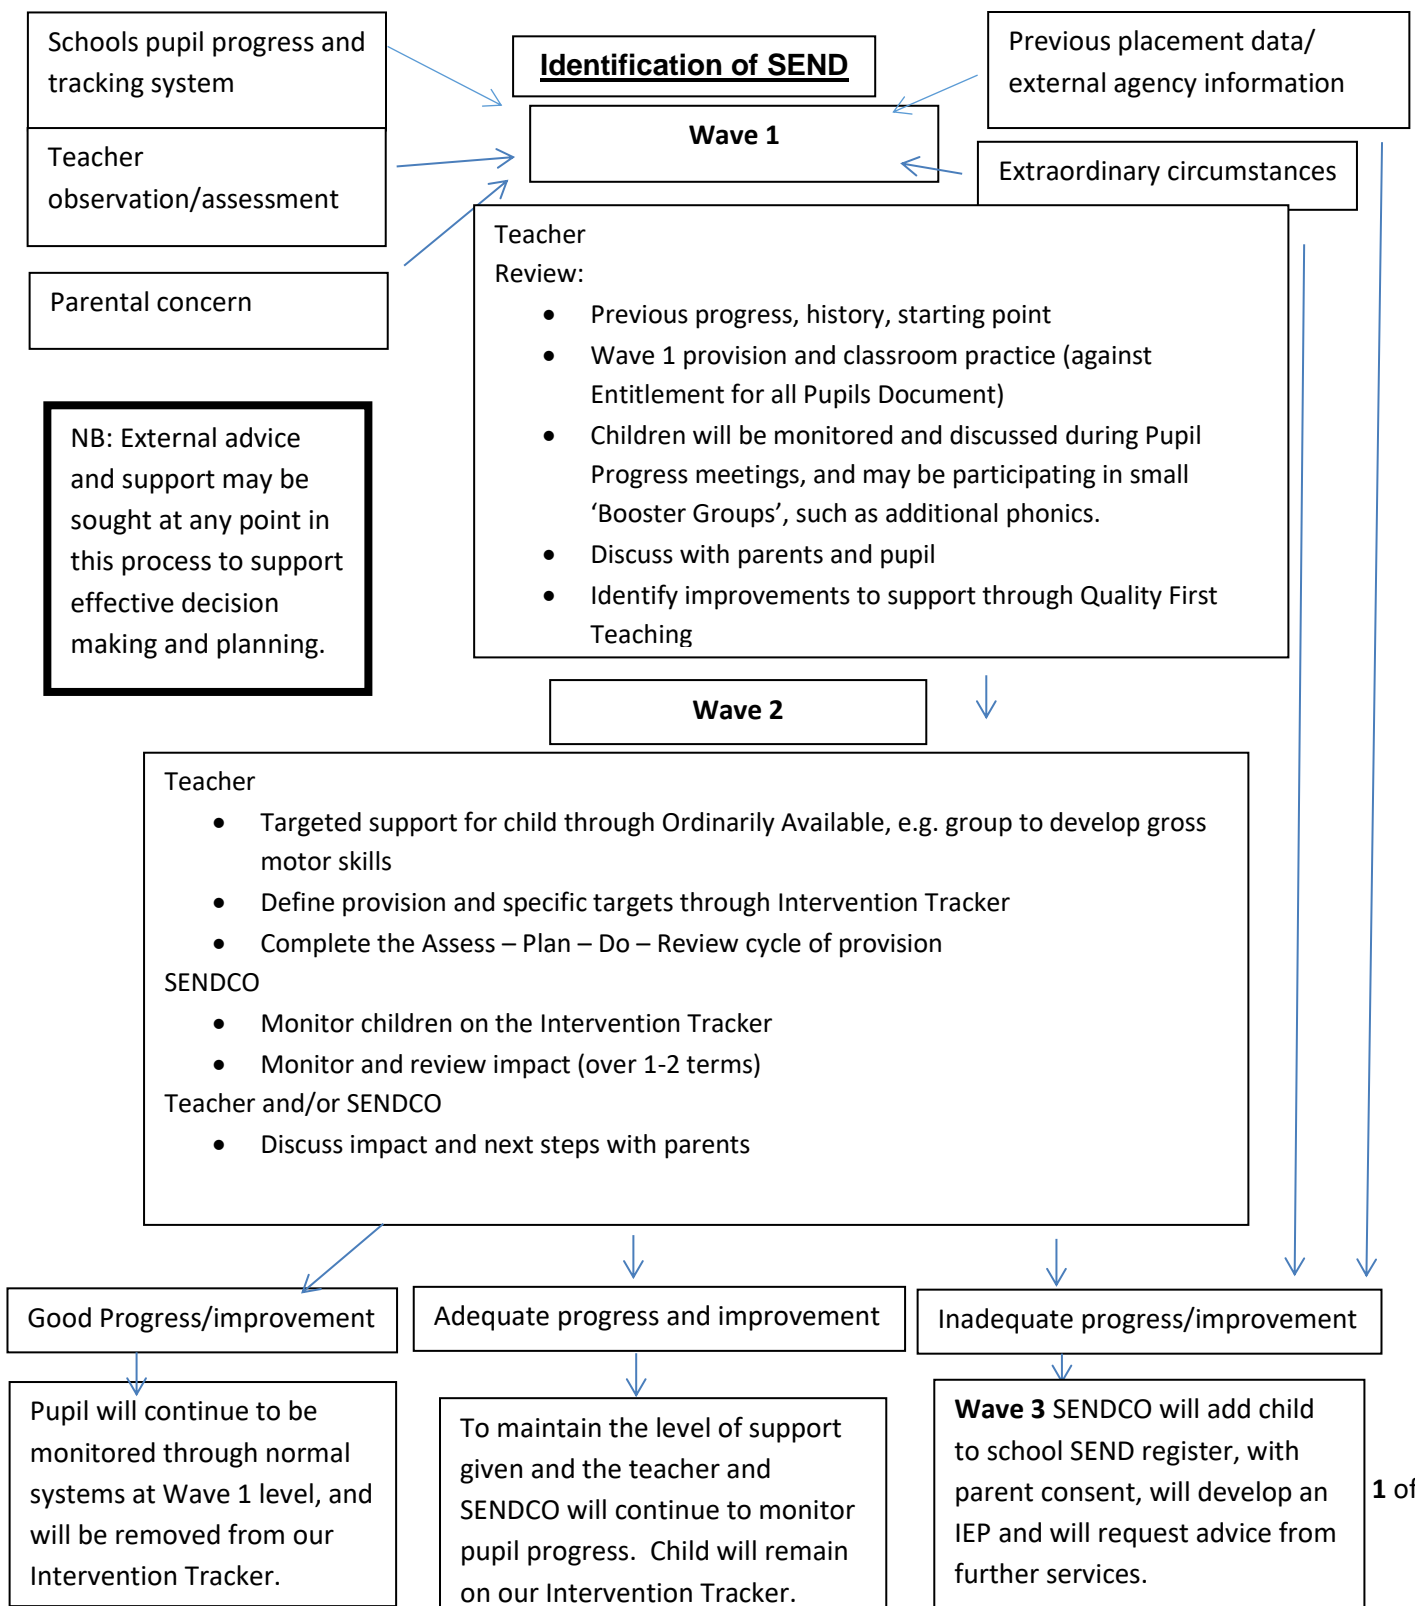 Schools pupil progress and
tracking system
Identification of SEND
Previous placement data/
external agency information
Wave 1
Teacher
observation/assessment
Extraordinary circumstances
Parental concern
Teacher
Review:
• Previous progress, history, starting point
• Wave 1 provision and classroom practice (against
Entitlement for all Pupils Document)
• Children will be monitored and discussed during Pupil
Progress meetings, and may be participating in small
‘Booster Groups’, such as additional phonics.
• Discuss with parents and pupil
• Identify improvements to support through Quality First
Teaching
NB: External advice
and support may be
sought at any point in
this process to support
effective decision
making and planning.
Wave 2
Teacher
• Targeted support for child through Ordinarily Available, e.g. group to develop gross
motor skills
• Define provision and specific targets through Intervention Tracker
• Complete the Assess – Plan – Do – Review cycle of provision
SENDCO
• Monitor children on the Intervention Tracker
• Monitor and review impact (over 1-2 terms)
Teacher and/or SENDCO
• Discuss impact and next steps with parents
Good Progress/improvement
Adequate progress and improvement
Inadequate progress/improvement
Pupil will continue to be
monitored through normal
systems at Wave 1 level, and
will be removed from our
Intervention Tracker.
To maintain the level of support
given and the teacher and
SENDCO will continue to monitor
pupil progress.  Child will remain
on our Intervention Tracker.
Wave 3 SENDCO will add child
to school SEND register, with
parent consent, will develop an
IEP and will request advice from
further services.
1 of